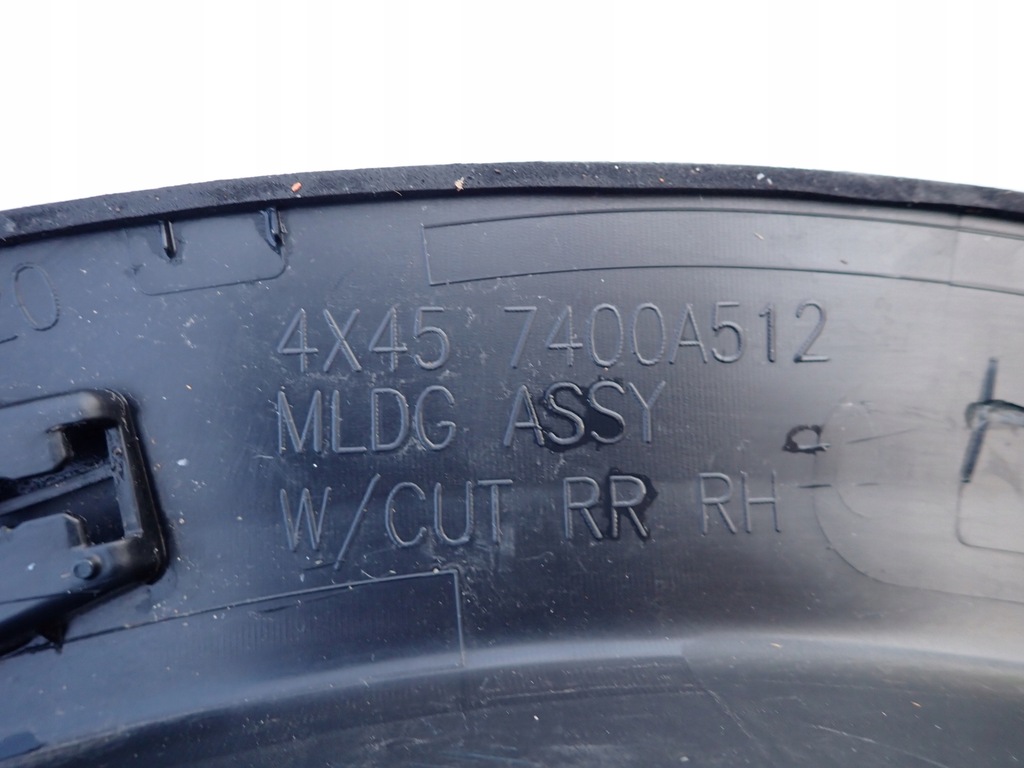 4X45 7400A512
MLDG ASSY
W/CUT RR RH